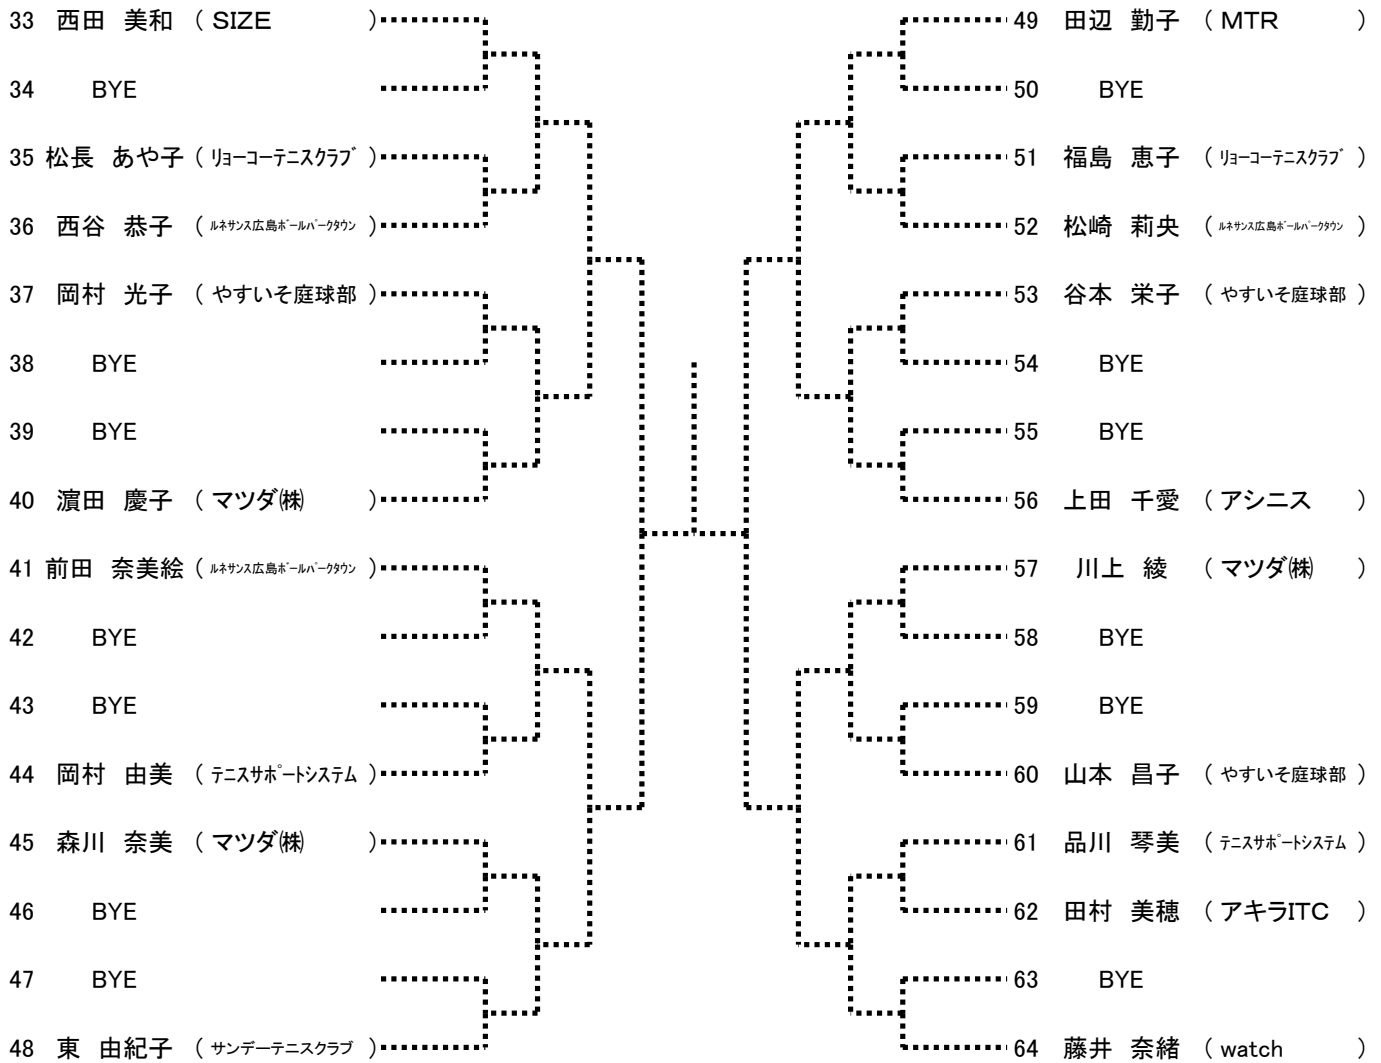 33 西田 美和 ( SIZE )
34 BYE
35 松長 あや子 ( ﾘｮｰｺｰﾃﾆｽｸﾗﾌﾞ )
36 西谷 恭子 ( ﾙﾈｻﾝｽ広島ﾎﾞｰﾙﾊﾟｰｸﾀｳﾝ )
37 岡村 光子 ( やすいそ庭球部 )
38 BYE
39 BYE
40 濵田 慶子 ( マツダ㈱ )
41 前田 奈美絵 ( ﾙﾈｻﾝｽ広島ﾎﾞｰﾙﾊﾟｰｸﾀｳﾝ )
42 BYE
43 BYE
44 岡村 由美 ( ﾃﾆｽｻﾎﾟｰﾄｼｽﾃﾑ )
45 森川 奈美 ( マツダ㈱ )
46 BYE
47 BYE
48 東 由紀子 ( サンデーテニスクラブ )
49 田辺 勤子 ( MTR )
50 BYE
51 福島 恵子 ( ﾘｮｰｺｰﾃﾆｽｸﾗﾌﾞ )
52 松崎 莉央 ( ﾙﾈｻﾝｽ広島ﾎﾞｰﾙﾊﾟｰｸﾀｳﾝ )
53 谷本 栄子 ( やすいそ庭球部 )
54 BYE
55 BYE
56 上田 千愛 ( アシニス )
57 川上 綾 ( マツダ㈱ )
58 BYE
59 BYE
60 山本 昌子 ( やすいそ庭球部 )
61 品川 琴美 ( ﾃﾆｽｻﾎﾟｰﾄｼｽﾃﾑ )
62 田村 美穂 ( アキラITC )
63 BYE
64 藤井 奈緒 ( watch )